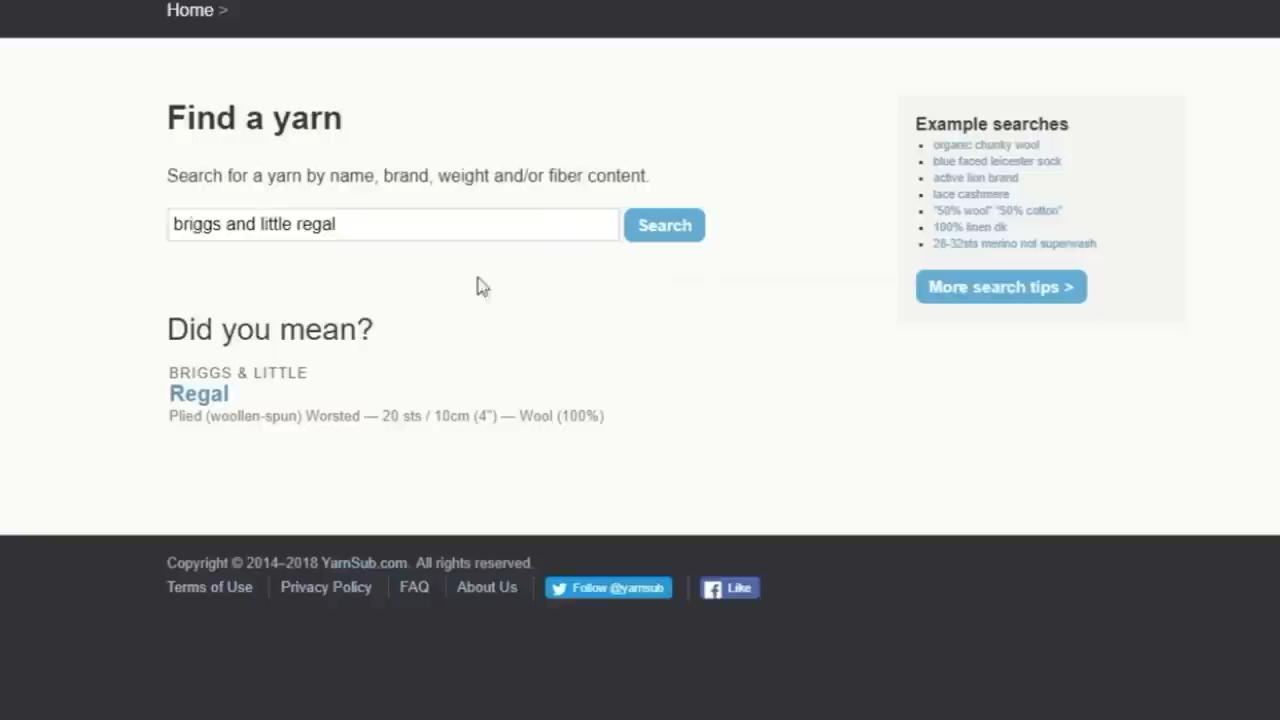 Home >
Find a yarn
Search for a yarn by name, brand, weight and/or fiber content.
briggs and little regal
Search
Did you mean?
BRIGGS & LITTLE
Regal
Plied (woollen-spun) Worsted — 20 sts / 10cm (4") — Wool (100%)
Example searches
organic chunky wool
blue faced leicester sock
active lion brand
lace cashmere
"50% wool" "50% cotton"
100% linen dk
26-32sts merino not superwash
More search tips >
Copyright © 2014–2018 YarnSub.com. All rights reserved.
Terms of Use
Privacy Policy
FAQ
About Us
Follow @yarnsub
Like